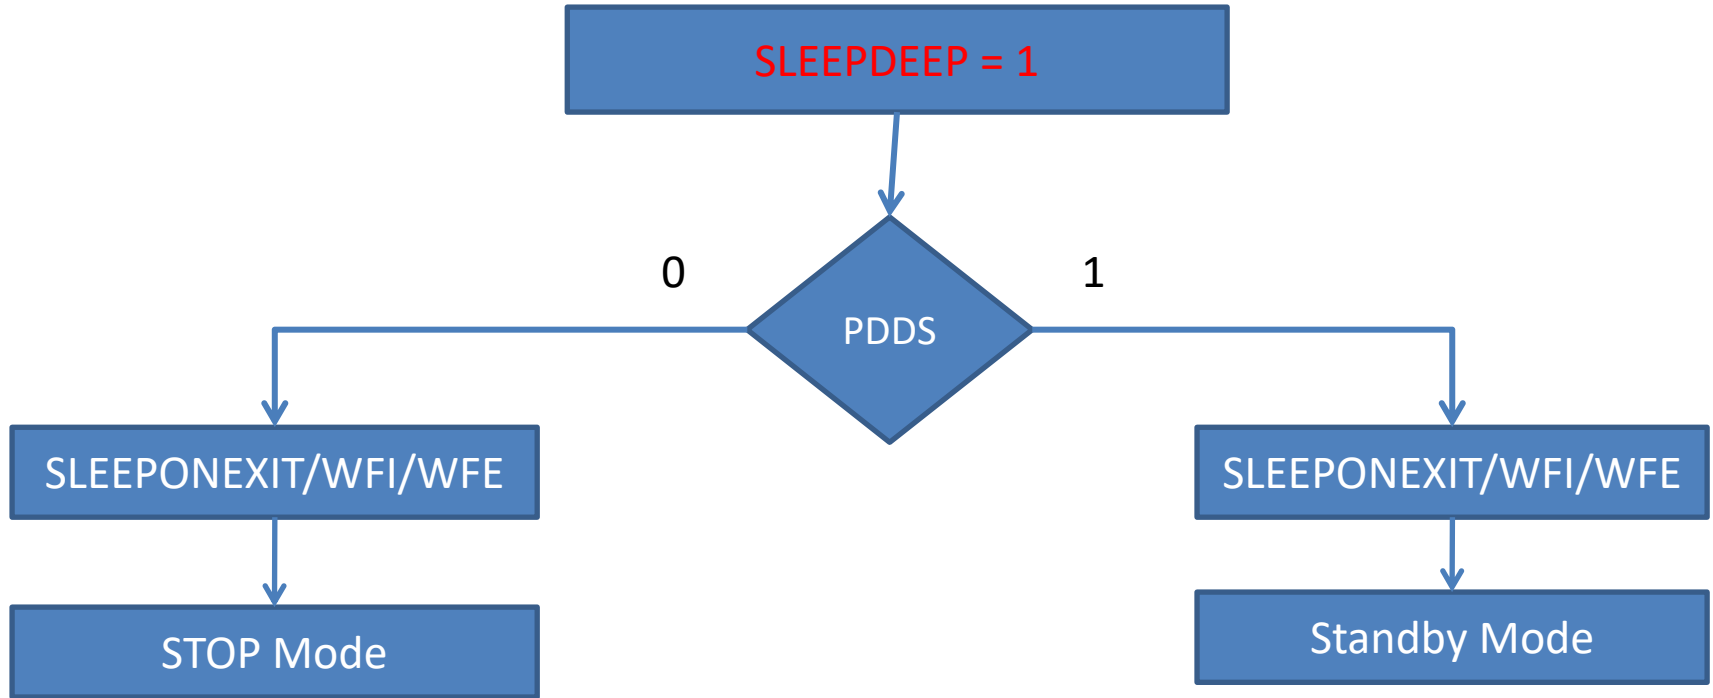 SLEEPDEEP = 1
0
1
PDDS
SLEEPONEXIT/WFI/WFE
SLEEPONEXIT/WFI/WFE
STOP Mode
Standby Mode